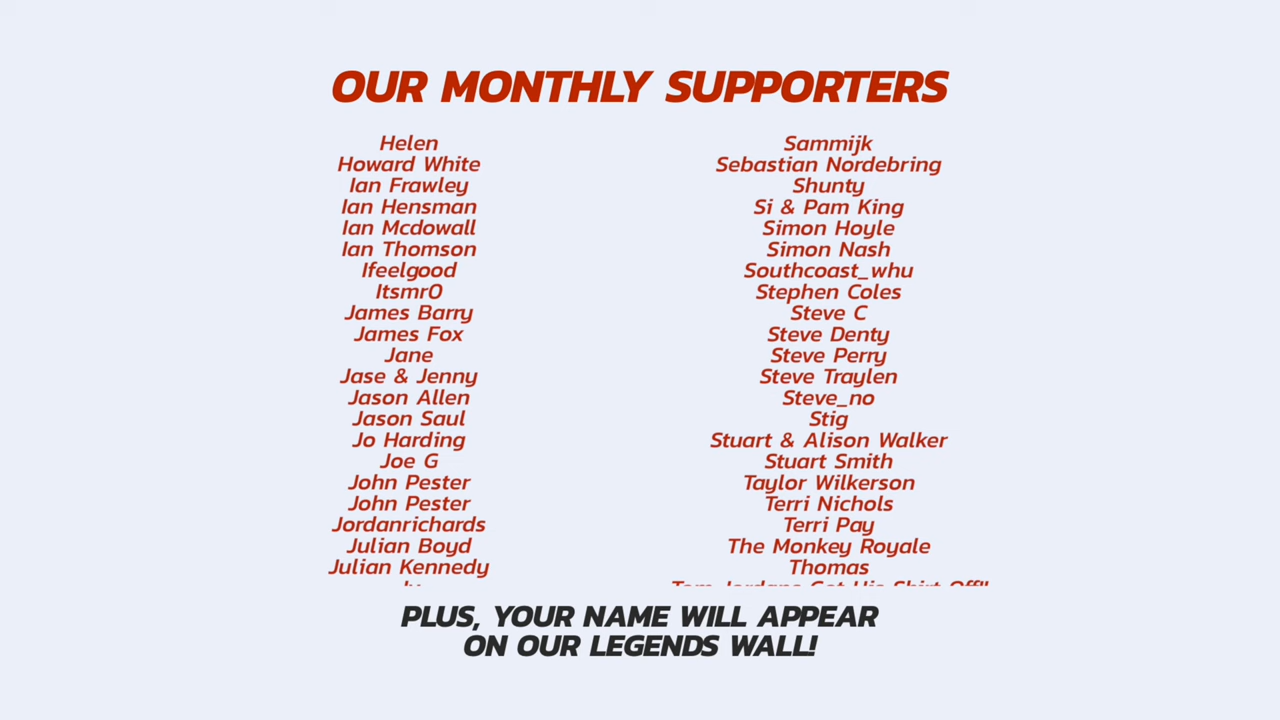 OUR MONTHLY SUPPORTERS
Helen
Howard White
Ian Frawley
Ian Hensman
Ian Mcdowall
Ian Thomson
Ifeelgood
Itsmr0
James Barry
James Fox
Jane
Jase & Jenny
Jason Allen
Jason Saul
Jo Harding
Joe G
John Pester
John Pester
Jordanrichards
Julian Boyd
Julian Kennedy
Sammijk
Sebastian Nordebring
Shunty
Si & Pam King
Simon Hoyle
Simon Nash
Southcoast_whu
Stephen Coles
Steve C
Steve Denty
Steve Perry
Steve Traylen
Steve_no
Stig
Stuart & Alison Walker
Stuart Smith
Taylor Wilkerson
Terri Nichols
Terri Pay
The Monkey Royale
Thomas
PLUS, YOUR NAME WILL APPEAR
ON OUR LEGENDS WALL!